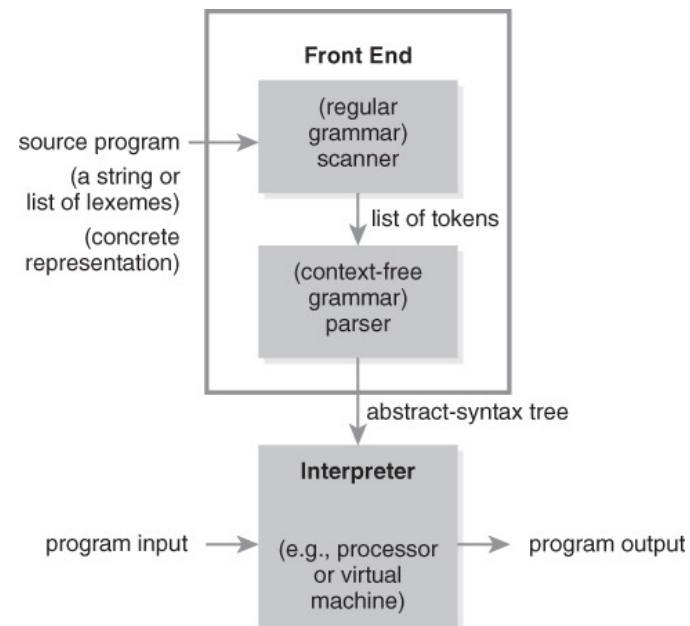 Front End
(regular
grammar)
scanner
source program
(a string or
list of lexemes)
(concrete
representation)
list of tokens
(context-free
grammar)
parser
abstract-syntax tree
Interpreter
program input
(e.g., processor
or virtual
machine)
program output